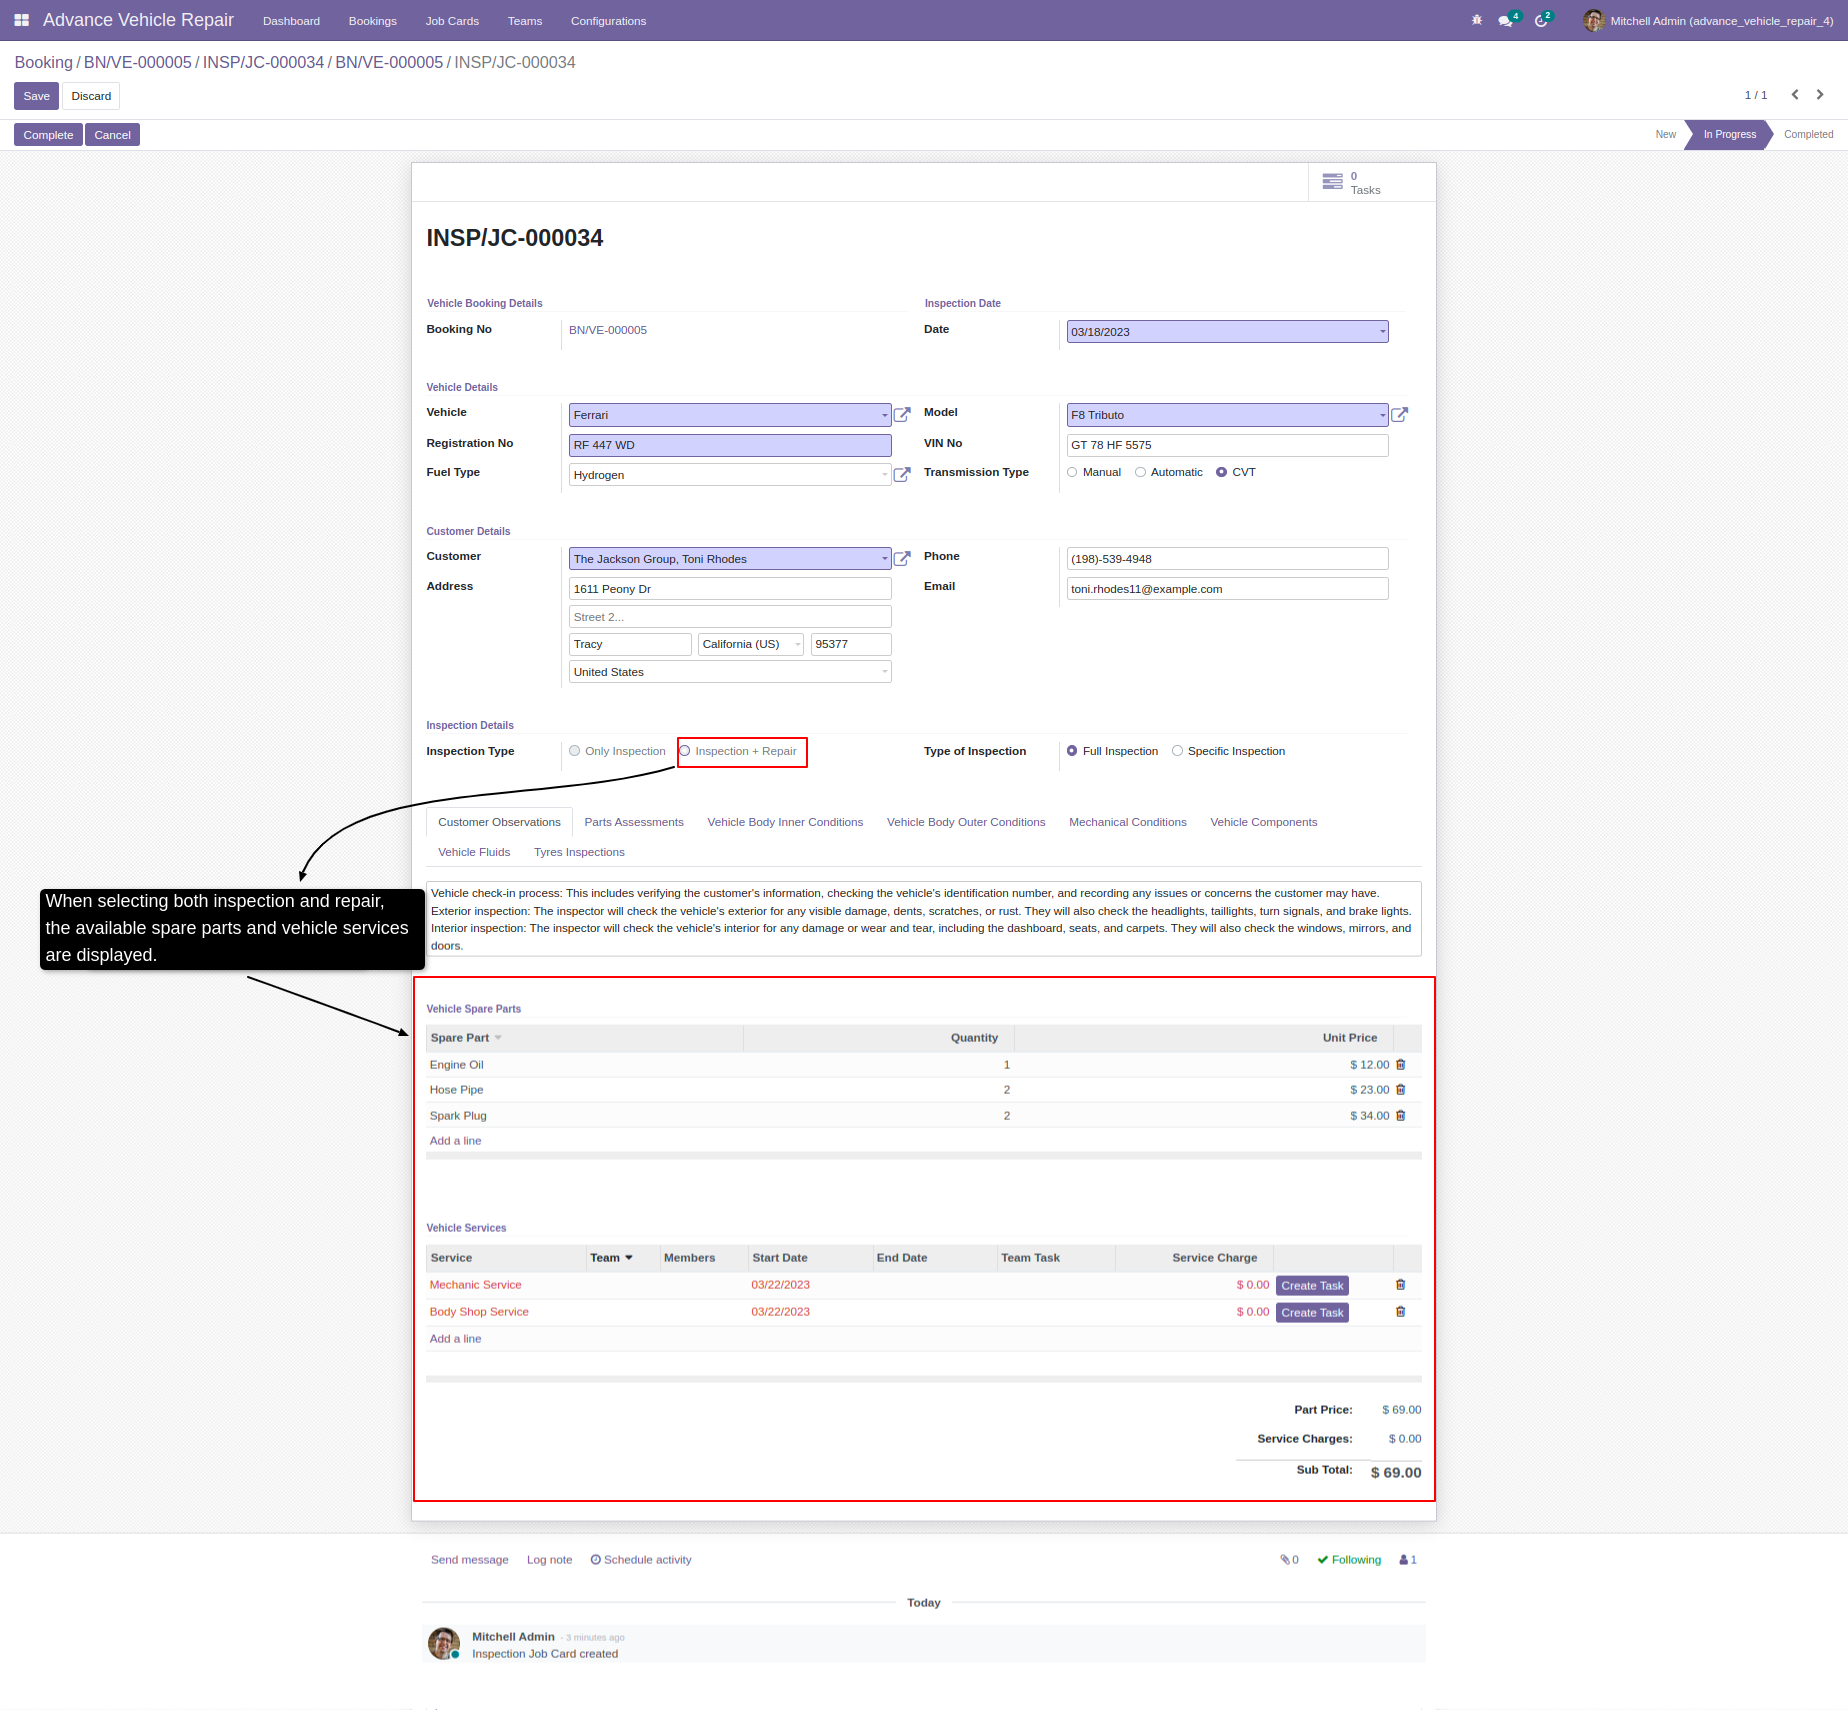 Advance Vehicle Repair Dashboard Bookings Job Cards Teams Configurations 4 2 Mitchell Admin (advance_vehicle_repair_4)
Booking / BN/VE-000005 / INSP/JC-000034 / BN/VE-000005 / INSP/JC-000034
Save Discard 1 / 1
Complete Cancel New In Progress Completed
0
Tasks
INSP/JC-000034
Vehicle Booking Details Inspection Date
Booking No BN/VE-000005 Date 03/18/2023
Vehicle Details
Vehicle Ferrari Model F8 Tributo
Registration No RF 447 WD VIN No GT 78 HF 5575
Fuel Type Hydrogen Transmission Type Manual Automatic CVT
Customer Details
Customer The Jackson Group, Toni Rhodes Phone (198)-539-4948
Address 1611 Peony Dr Email toni.rhodes11@example.com
Street 2...
Tracy California (US) 95377
United States
Inspection Details
Inspection Type Only Inspection Inspection + Repair Type of Inspection Full Inspection Specific Inspection
Customer Observations Parts Assessments Vehicle Body Inner Conditions Vehicle Body Outer Conditions Mechanical Conditions Vehicle Components
Vehicle Fluids Tyres Inspections
When selecting both inspection and repair,
the available spare parts and vehicle services
are displayed.
Vehicle check-in process: This includes verifying the customer's information, checking the vehicle's identification number, and recording any issues or concerns the customer may have.
Exterior inspection: The inspector will check the vehicle's exterior for any visible damage, dents, scratches, or rust. They will also check the headlights, taillights, turn signals, and brake lights.
Interior inspection: The inspector will check the vehicle's interior for any damage or wear and tear, including the dashboard, seats, and carpets. They will also check the windows, mirrors, and
doors.
Vehicle Spare Parts
Spare Part Quantity Unit Price
Engine Oil 1 $ 12.00
Hose Pipe 2 $ 23.00
Spark Plug 2 $ 34.00
Add a line
Vehicle Services
Service Team Members Start Date End Date Team Task Service Charge
Mechanic Service 03/22/2023 $ 0.00 Create Task
Body Shop Service 03/22/2023 $ 0.00 Create Task
Add a line
Part Price: $ 69.00
Service Charges: $ 0.00
Sub Total: $ 69.00
Send message Log note Schedule activity 0 Following 1
Today
Mitchell Admin - 3 minutes ago
Inspection Job Card created